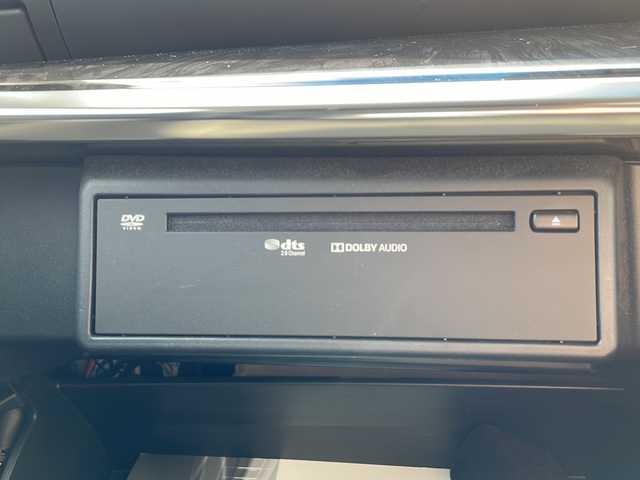 DVD
VIDEO
dts
2.0 Channel
DOLBY AUDIO